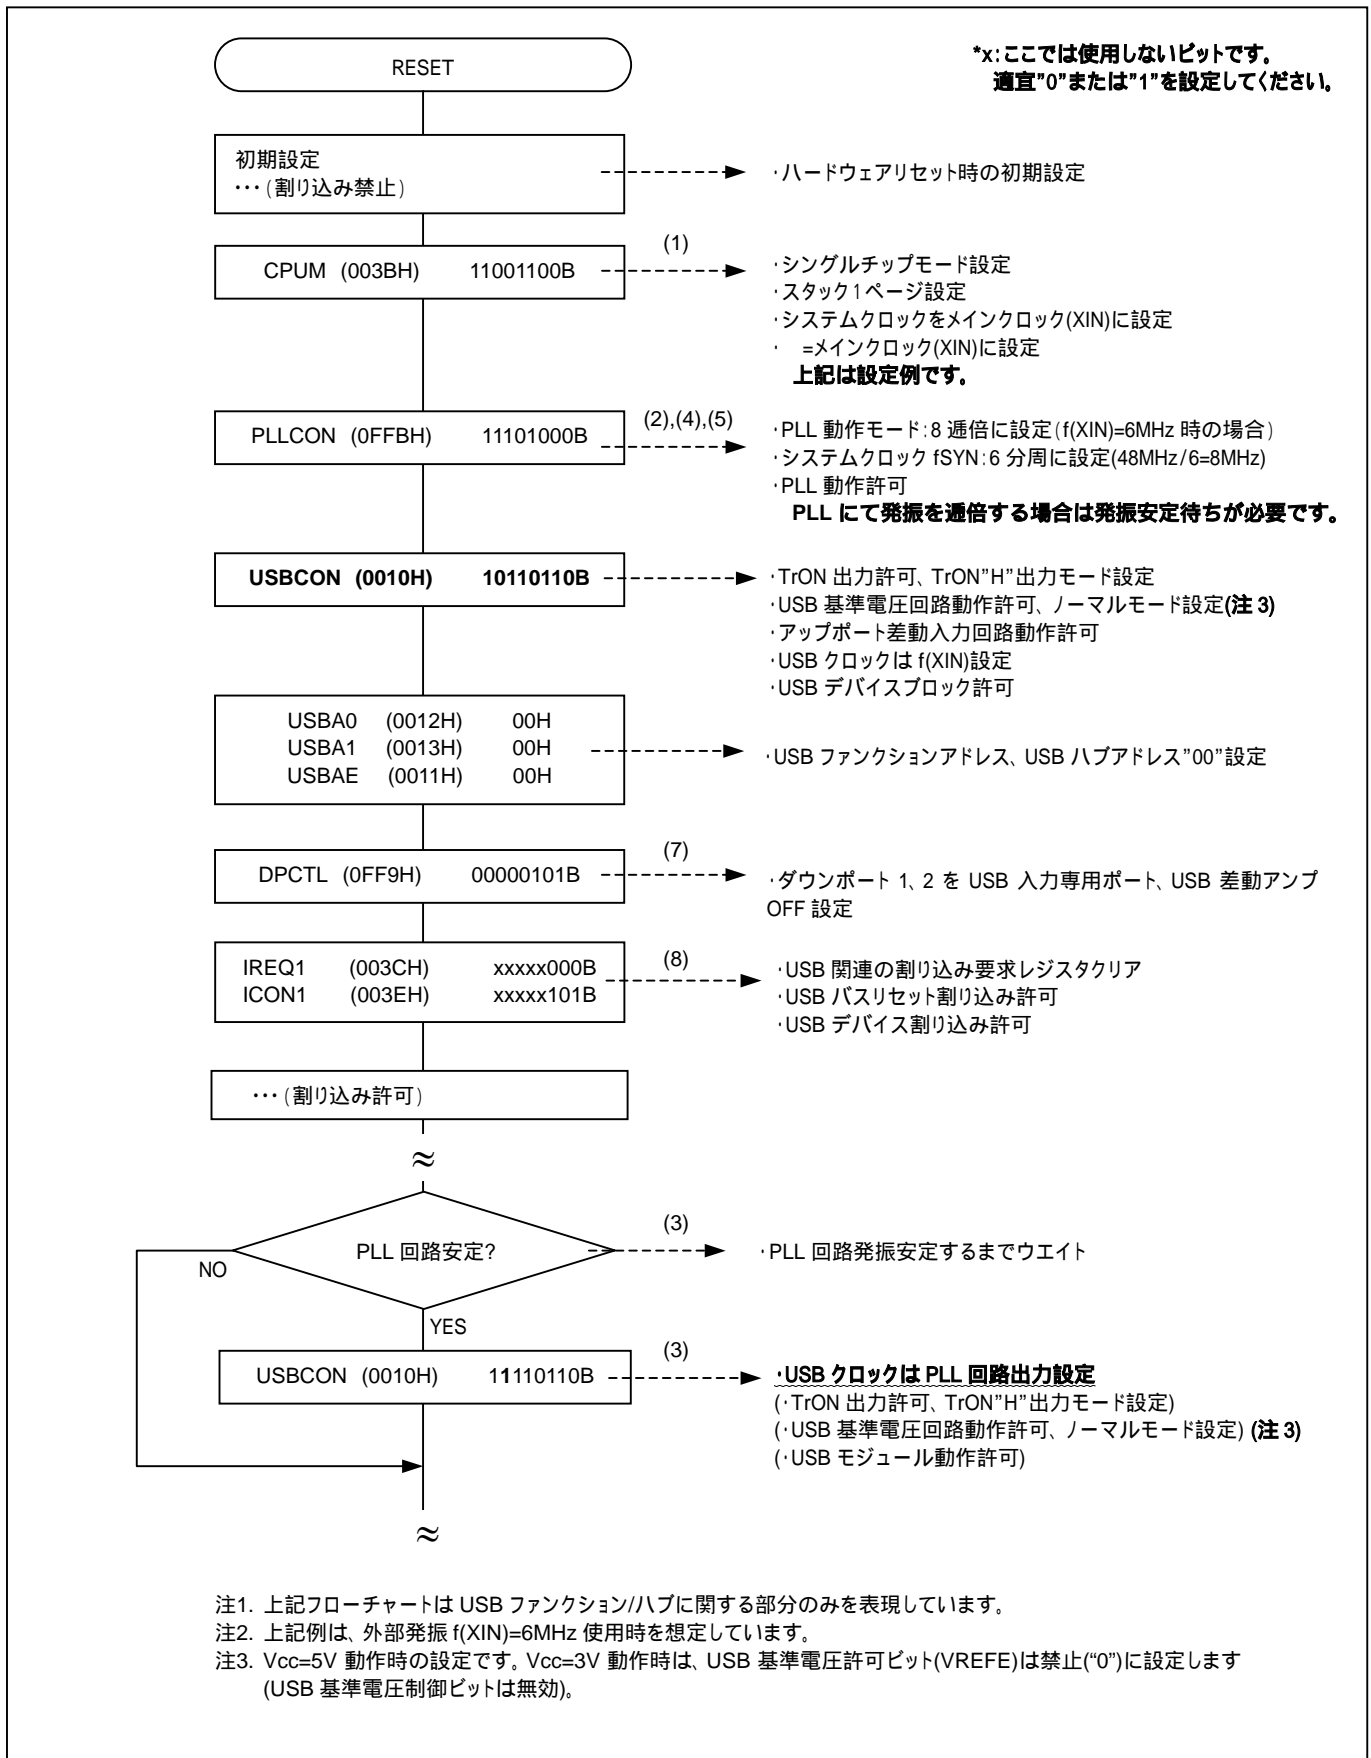 RESET
*x:ここでは使用しないビットです。
適宜”0”または”1”を設定してください。
初期設定
･･･(割り込み禁止)
･ハードウェアリセット時の初期設定
CPUM (003BH) 11001100B
(1)
･シングルチップモード設定
･スタック1ページ設定
･システムクロックをメインクロック(XIN)に設定
･ =メインクロック(XIN)に設定
上記は設定例です。
PLLCON (0FFBH) 11101000B
(2),(4),(5)
･PLL 動作モード:8 逓倍に設定(f(XIN)=6MHz 時の場合)
･システムクロック fSYN:6 分周に設定(48MHz/6=8MHz)
･PLL 動作許可
PLL にて発振を逓倍する場合は発振安定待ちが必要です。
USBCON (0010H) 10110110B
･TrON 出力許可、TrON”H”出力モード設定
･USB 基準電圧回路動作許可、ノーマルモード設定(注 3)
･アップポート差動入力回路動作許可
･USB クロックは f(XIN)設定
･USB デバイスブロック許可
USBA0 (0012H) 00H
USBA1 (0013H) 00H
USBAE (0011H) 00H
･USB ファンクションアドレス、USB ハブアドレス”00”設定
DPCTL (0FF9H) 00000101B
(7)
･ダウンポート 1、2 を USB 入力専用ポート、USB 差動アンプ
OFF 設定
IREQ1 (003CH) xxxxx000B
ICON1 (003EH) xxxxx101B
(8)
･USB 関連の割り込み要求レジスタクリア
･USB バスリセット割り込み許可
･USB デバイス割り込み許可
･･･(割り込み許可)
≈
PLL 回路安定?
(3)
･PLL 回路発振安定するまでウエイト
NO
YES
USBCON (0010H) 11110110B
(3)
･USB クロックは PLL 回路出力設定
(･TrON 出力許可、TrON”H”出力モード設定)
(･USB 基準電圧回路動作許可、ノーマルモード設定) (注 3)
(･USB モジュール動作許可)
≈
注1. 上記フローチャートは USB ファンクション/ハブに関する部分のみを表現しています。
注2. 上記例は、外部発振 f(XIN)=6MHz 使用時を想定しています。
注3. Vcc=5V 動作時の設定です。Vcc=3V 動作時は、USB 基準電圧許可ビット(VREFE)は禁止(“0”)に設定します
(USB 基準電圧制御ビットは無効)。